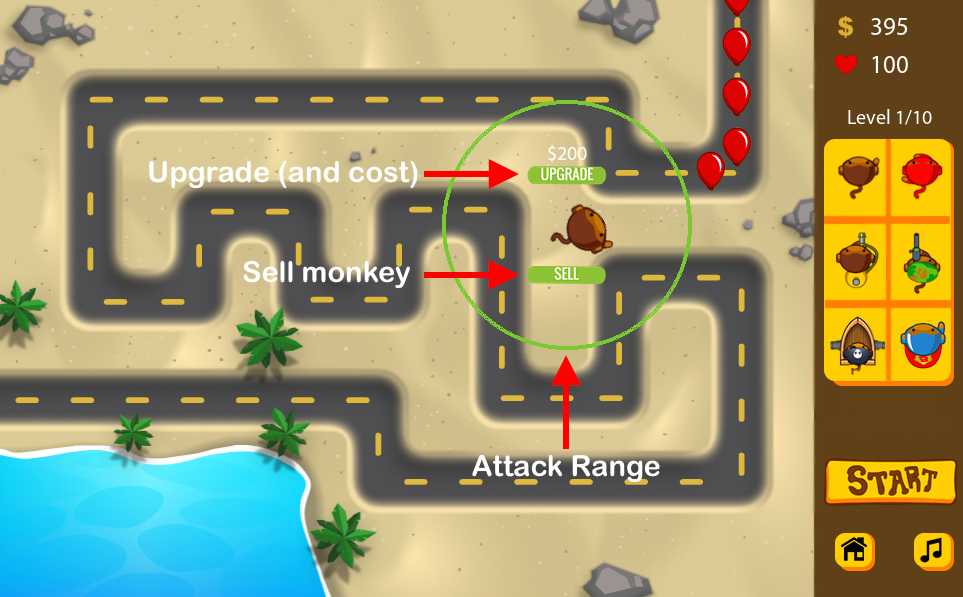 $ 395
100
Level 1/10
$200
Upgrade (and cost)
UPGRADE
Sell monkey
SELL
Attack Range
START